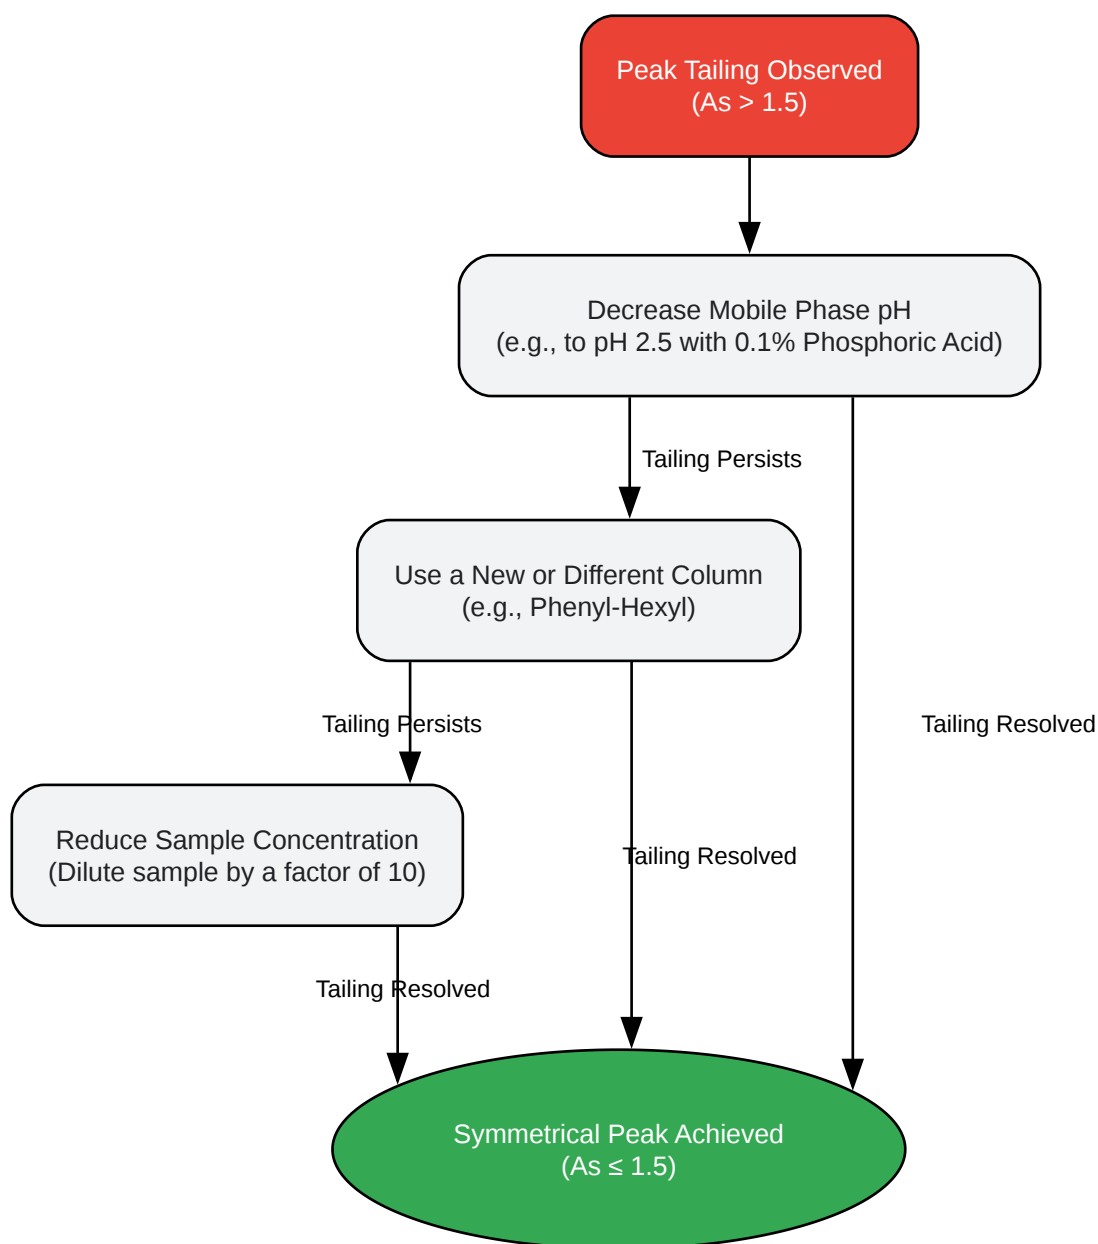 Peak Tailing Observed
(As > 1.5)
Decrease Mobile Phase pH
(e.g., to pH 2.5 with 0.1% Phosphoric Acid)
Tailing Persists
Use a New or Different Column
(e.g., Phenyl-Hexyl)
Tailing Persists
Tailing Resolved
Reduce Sample Concentration
(Dilute sample by a factor of 10)
Tailing Resolved
Tailing Resolved
Symmetrical Peak Achieved
(As ≤ 1.5)